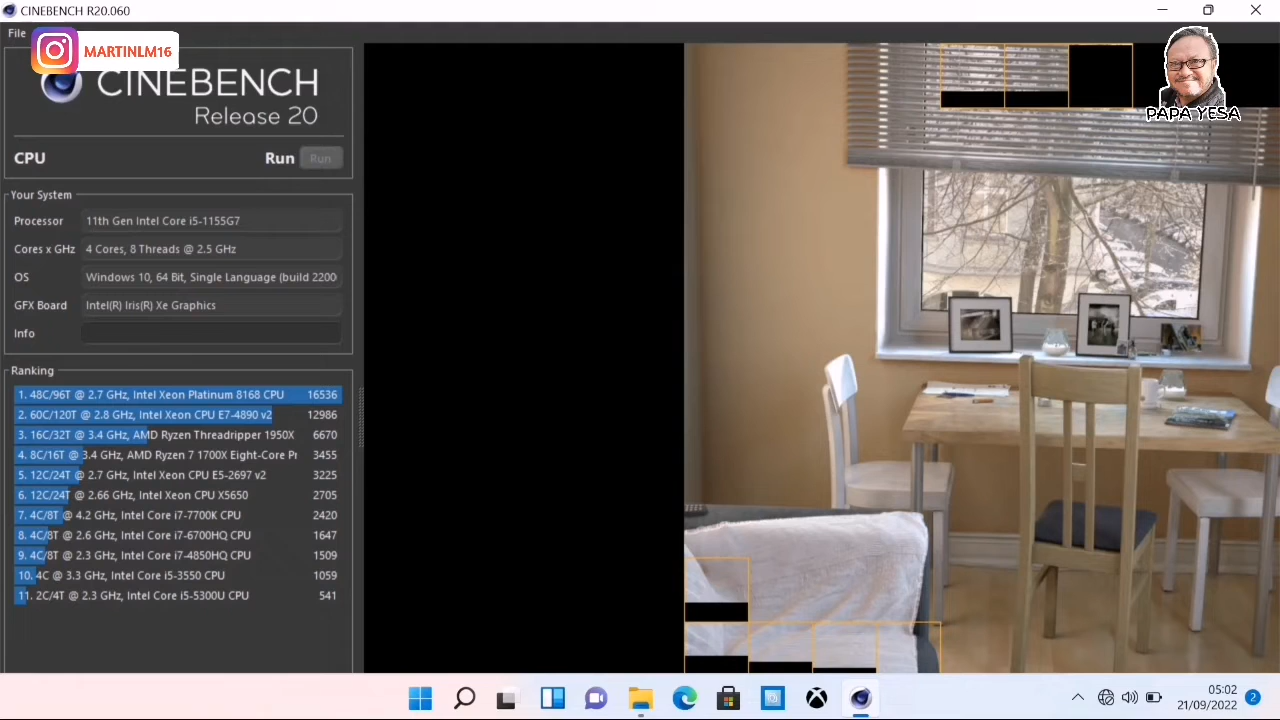 CINEBENCH R20.060
File
MARTINLM16
CINEBENCH
Release 20
CPU Run Run
Your System
Processor 11th Gen Intel Core i5-1155G7
Cores x GHz 4 Cores, 8 Threads @ 2.5 GHz
OS Windows 10, 64 Bit, Single Language (build 2200
GFX Board Intel(R) Iris(R) Xe Graphics
Info
Ranking
1. 48C/96T @ 2.7 GHz, Intel Xeon Platinum 8168 CPU 16536
2. 60C/120T @ 2.8 GHz, Intel Xeon CPU E7-4890 v2 12986
3. 16C/32T @ 3.4 GHz, AMD Ryzen Threadripper 1950X 6670
4. 8C/16T @ 3.4 GHz, AMD Ryzen 7 1700X Eight-Core Pr 3455
5. 12C/24T @ 2.7 GHz, Intel Xeon CPU E5-2697 v2 3225
6. 12C/24T @ 2.66 GHz, Intel Xeon CPU X5650 2705
7. 4C/8T @ 4.2 GHz, Intel Core i7-7700K CPU 2420
8. 4C/8T @ 2.6 GHz, Intel Core i7-6700HQ CPU 1647
9. 4C/8T @ 2.3 GHz, Intel Core i7-4850HQ CPU 1509
10. 4C @ 3.3 GHz, Intel Core i5-3550 CPU 1059
11. 2C/4T @ 2.3 GHz, Intel Core i5-5300U CPU 541
PAPA YESA
05:02
21/09/2022
2